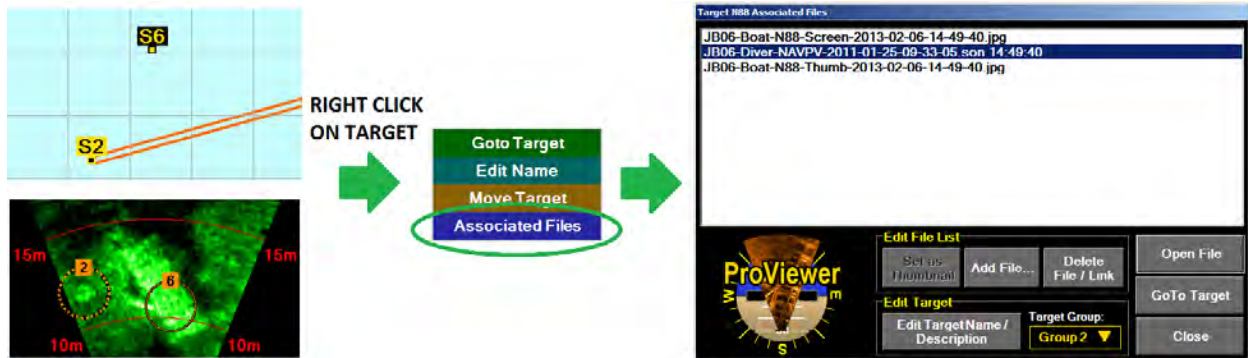 S6
S2
15m
2
6
15m
10m
10m
RIGHT CLICK
ON TARGET
Goto Target
Edit Name
Move Target
Associated Files
Target N88 Associated Files
JB06-Boat-N88-Screen-2013-02-06-14-49-40.jpg
JB06-Diver-NAVPV-2011-01-25-09-33-05 son 14:49:40
JB06-Boat-N88-Thumb-2013-02-06-14-49-40 jpg
ProViewer
W
E
S
Edit File List
Set as
Thumbnail
Add File...
Delete
File / Link
Edit Target
Edit Target Name /
Description
Target Group:
Group 2
Open File
GoTo Target
Close